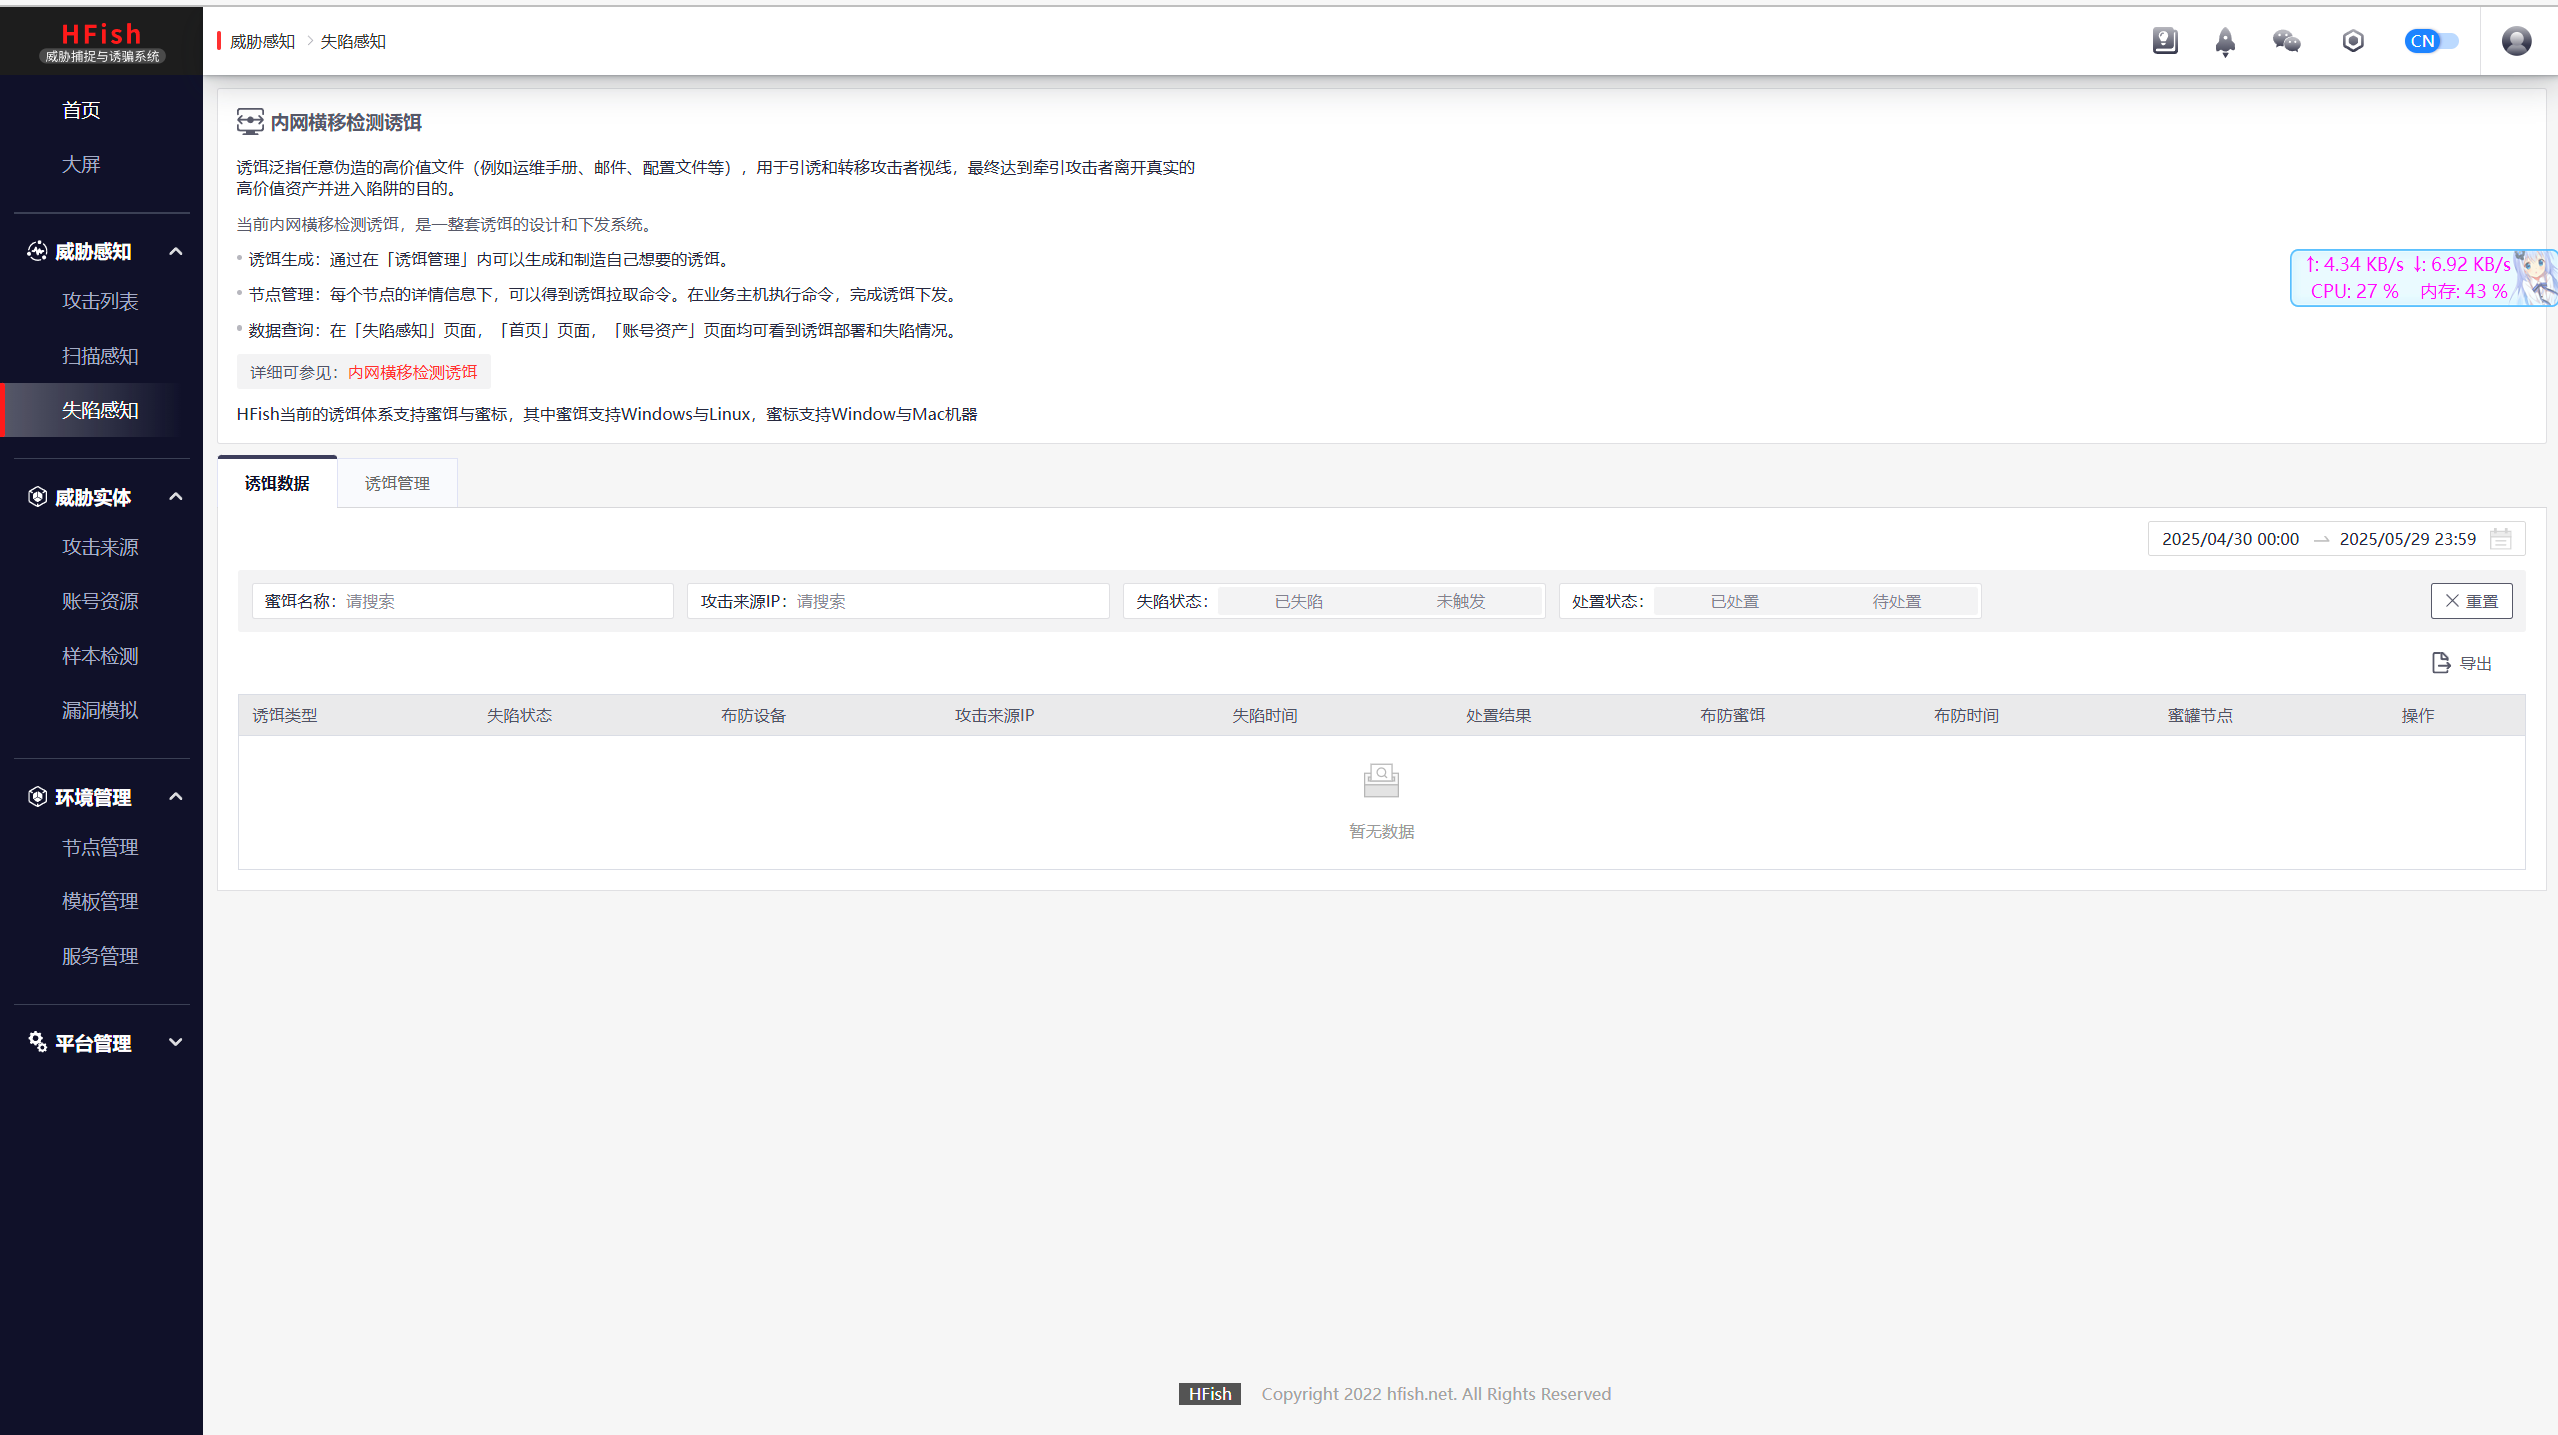 HFish
威胁捕捉与诱骗系统
威胁感知 > 失陷感知
CN
首页
大屏
威胁感知
攻击列表
扫描感知
失陷感知
威胁实体
攻击来源
账号资源
样本检测
漏洞模拟
环境管理
节点管理
模板管理
服务管理
平台管理
内网横移检测诱饵
诱饵泛指任意伪造的高价值文件（例如运维手册、邮件、配置文件等），用于引诱和转移攻击者视线，最终达到牵引攻击者离开真实的
高价值资产并进入陷阱的目的。
当前内网横移检测诱饵，是一整套诱饵的设计和下发系统。
诱饵生成：通过在「诱饵管理」内可以生成和制造自己想要的诱饵。
节点管理：每个节点的详情信息下，可以得到诱饵拉取命令。在业务主机执行命令，完成诱饵下发。
数据查询：在「失陷感知」页面，「首页」页面，「账号资产」页面均可看到诱饵部署和失陷情况。
详细可参见：内网横移检测诱饵
HFish当前的诱饵体系支持蜜饵与蜜标，其中蜜饵支持Windows与Linux，蜜标支持Window与Mac机器
↑: 4.34 KB/s ↓: 6.92 KB/s
CPU: 27 % 内存: 43 %
诱饵数据 诱饵管理
2025/04/30 00:00 → 2025/05/29 23:59
蜜饵名称：请搜索 攻击来源IP：请搜索 失陷状态： 已失陷 未触发 处置状态： 已处置 待处置 重置
导出
诱饵类型 失陷状态 布防设备 攻击来源IP 失陷时间 处置结果 布防蜜饵 布防时间 蜜罐节点 操作
暂无数据
HFish Copyright 2022 hfish.net. All Rights Reserved